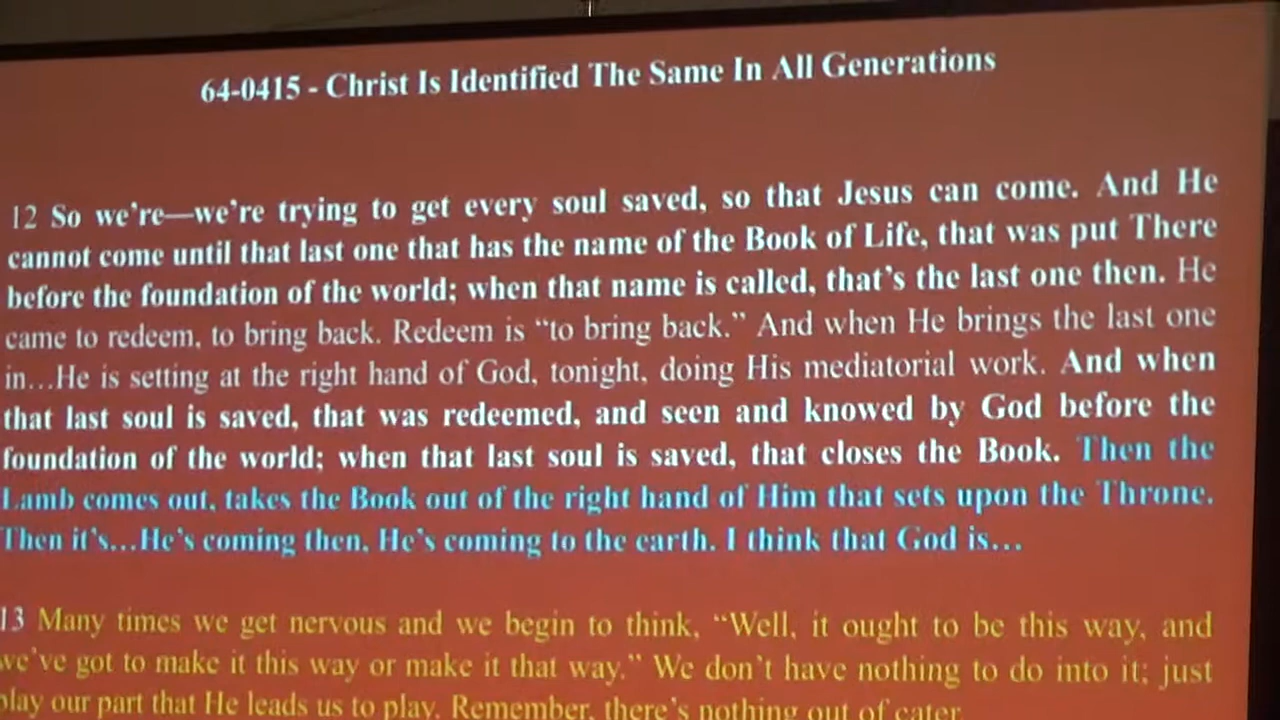 64-0415 - Christ Is Identified The Same In All Generations
12 So we're—we're trying to get every soul saved, so that Jesus can come. And He
cannot come until that last one that has the name of the Book of Life, that was put There
before the foundation of the world; when that name is called, that's the last one then. He
came to redeem, to bring back. Redeem is “to bring back.” And when He brings the last one
in…He is setting at the right hand of God, tonight, doing His mediatorial work. And when
that last soul is saved, that was redeemed, and seen and knowed by God before the
foundation of the world; when that last soul is saved, that closes the Book. Then the
Lamb comes out, takes the Book out of the right hand of Him that sets upon the Throne.
Then it's…He's coming then, He's coming to the earth. I think that God is…
13 Many times we get nervous and we begin to think, “Well, it ought to be this way, and
we've got to make it this way or make it that way.” We don't have nothing to do into it; just
play our part that He leads us to play. Remember, there's nothing out of cater